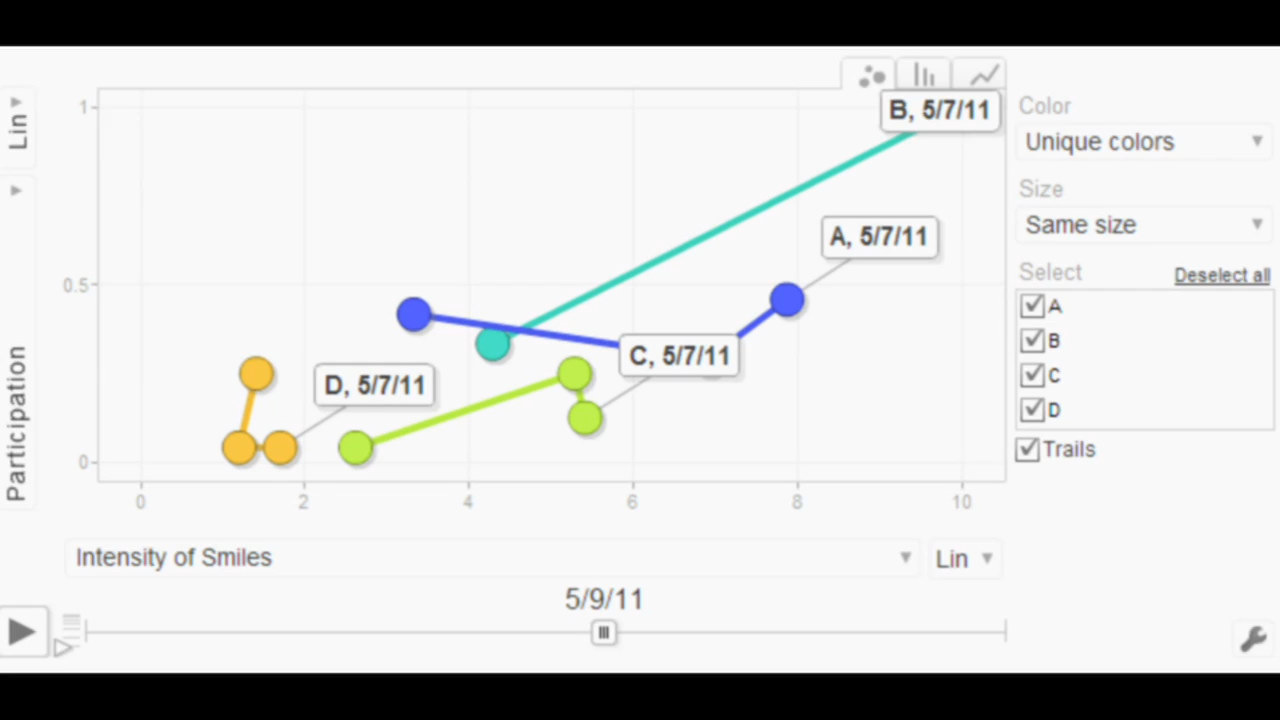 Lin
Participation
1
0.5
0
B, 5/7/11
A, 5/7/11
C, 5/7/11
D, 5/7/11
0 2 4 6 8 10
Intensity of Smiles
Lin
5/9/11
Color
Unique colors
Size
Same size
Select
Deselect all
A
B
C
D
Trails